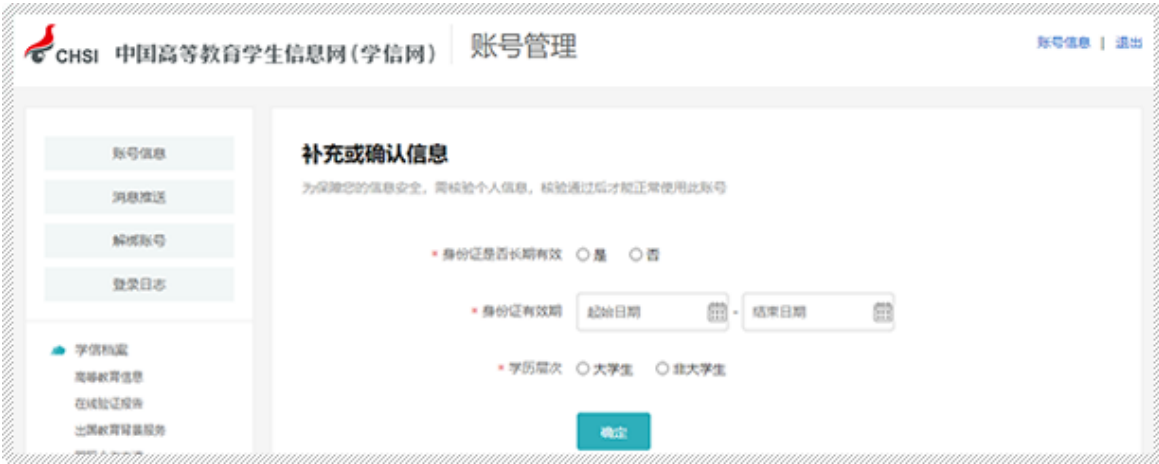 CHSI 中国高等教育学生信息网(学信网) 账号管理
账号信息 | 退出
账号信息
消息推送
解绑账号
登录日志
学信档案
高等教育信息
在线验证报告
出国教育背景服务
补充或确认信息
为保障您的信息安全，需核验个人信息，核验通过后才能正常使用此账号
* 身份证是否长期有效 是 否
* 身份证有效期 起始日期 - 结束日期
* 学历层次 大学生 非大学生
确定